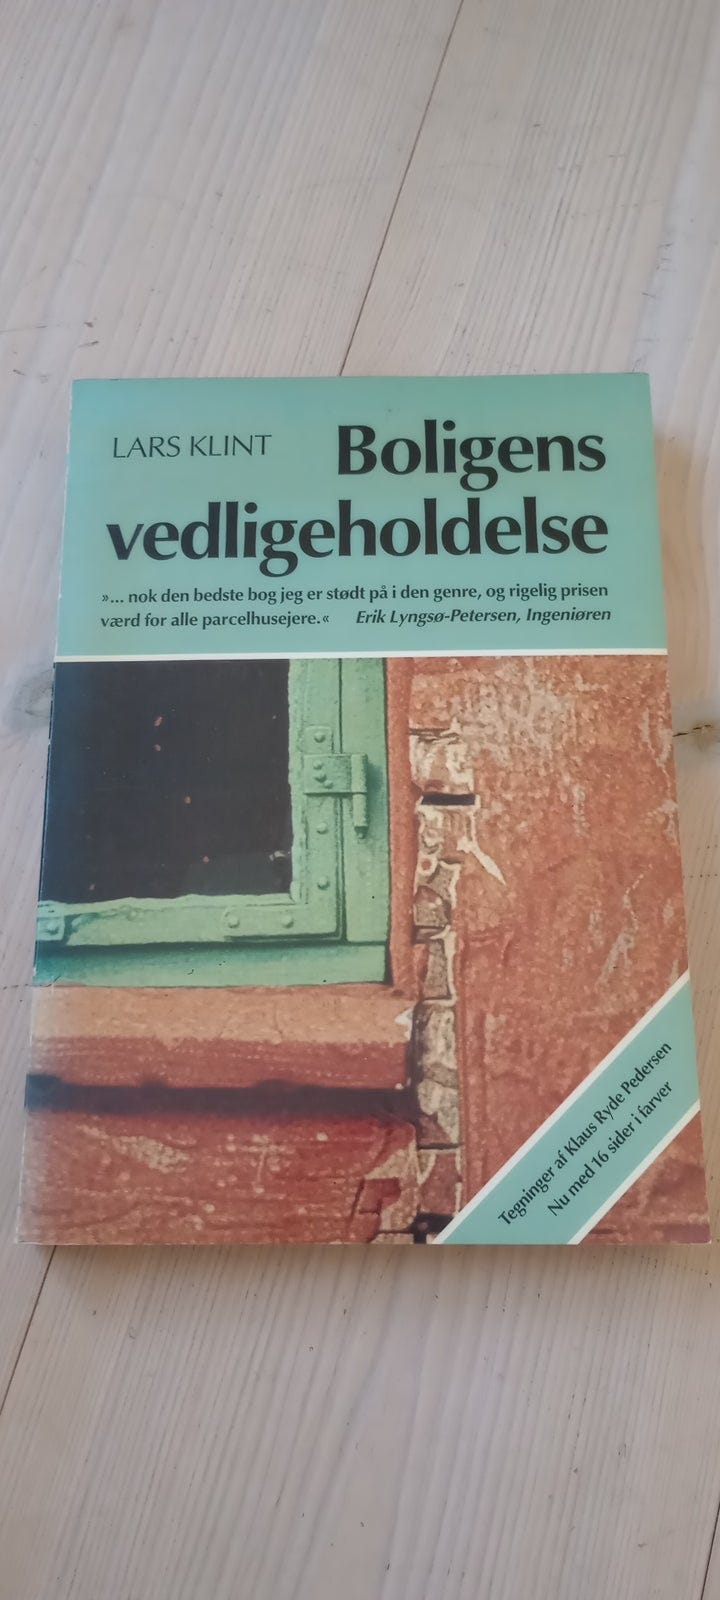 LARS KLINT
Boligens
vedligeholdelse
»... nok den bedste bog jeg er stødt på i den genre, og rigelig prisen
værd for alle parcelhusejere.« Erik Lyngsø-Petersen, Ingeniøren
Tegninger af Klaus Ryde Pedersen
Nu med 16 sider i farver